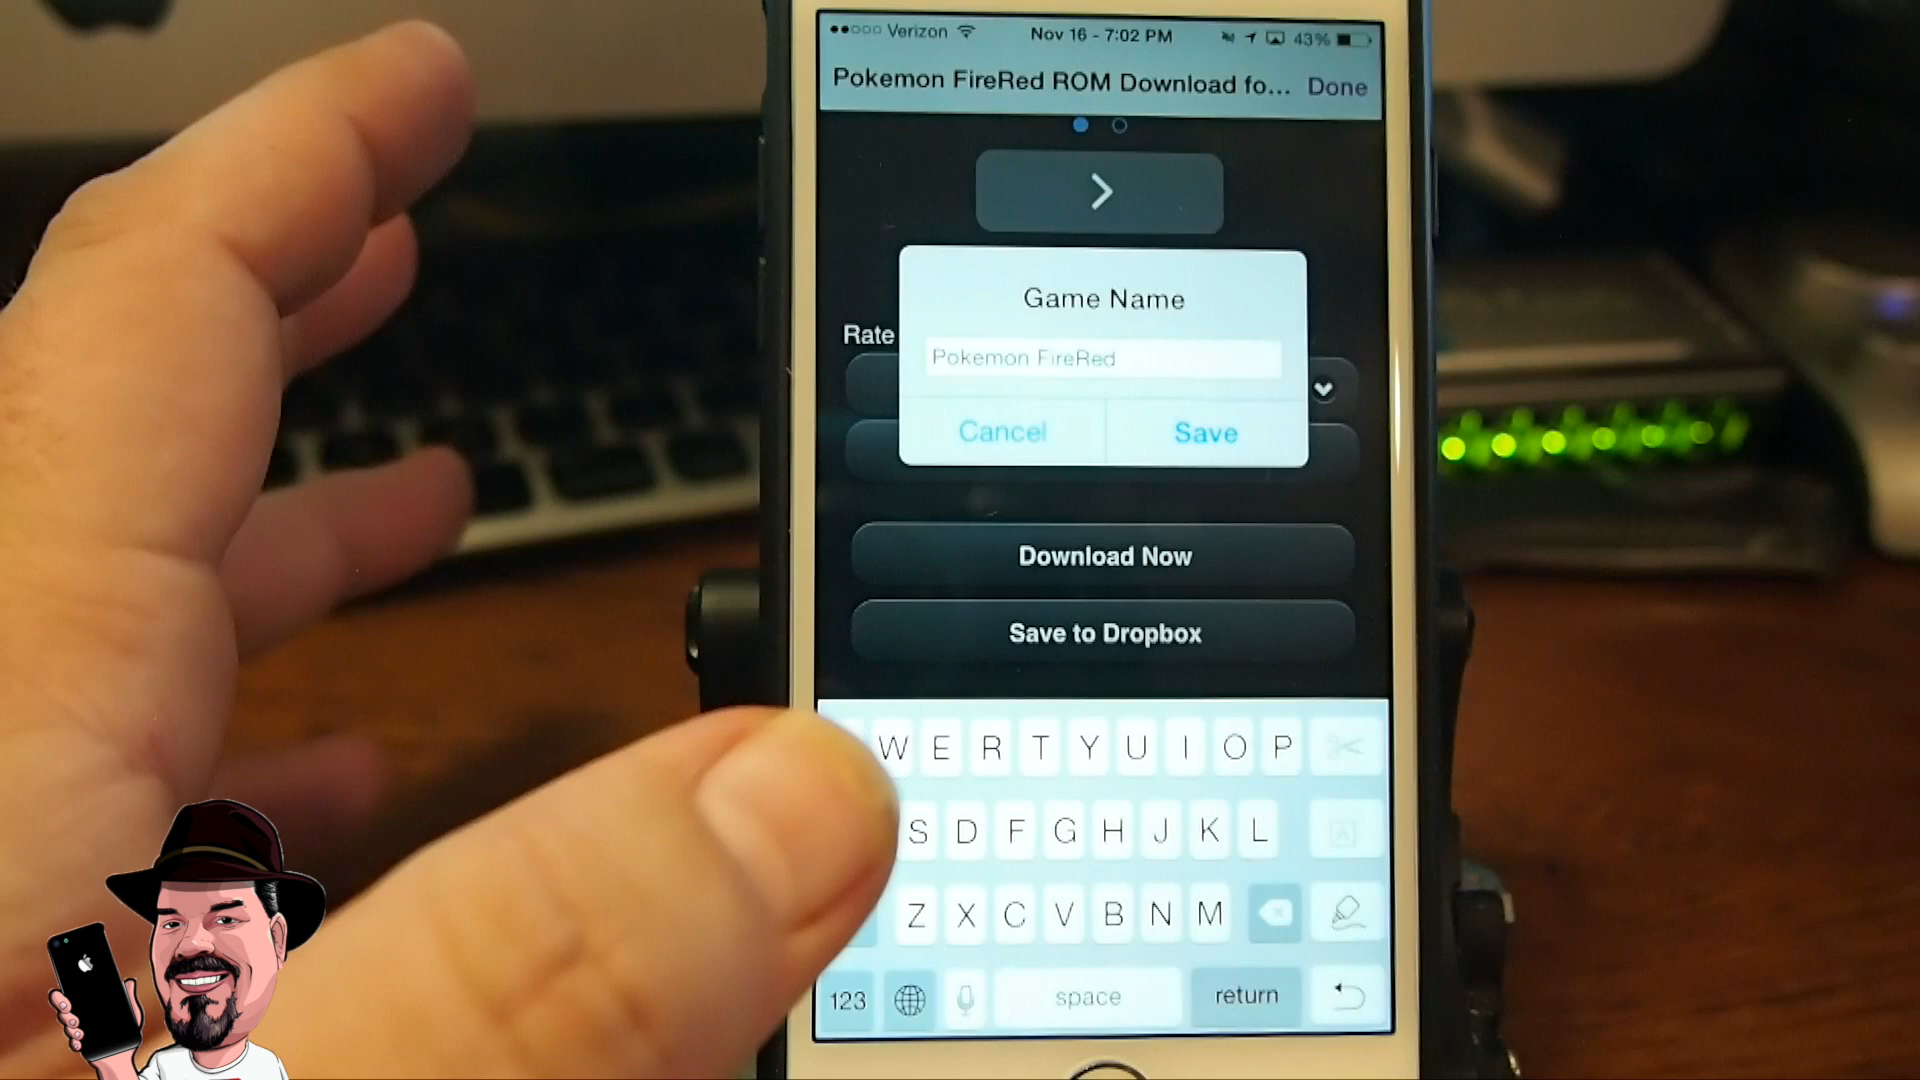 Verizon Nov 16 - 7:02 PM 43%
Pokemon FireRed ROM Download fo... Done
Game Name
Rate
Pokemon FireRed
Cancel Save
Download Now
Save to Dropbox
W E R T Y U I O P
S D F G H J K L
Z X C V B N M
123 space return